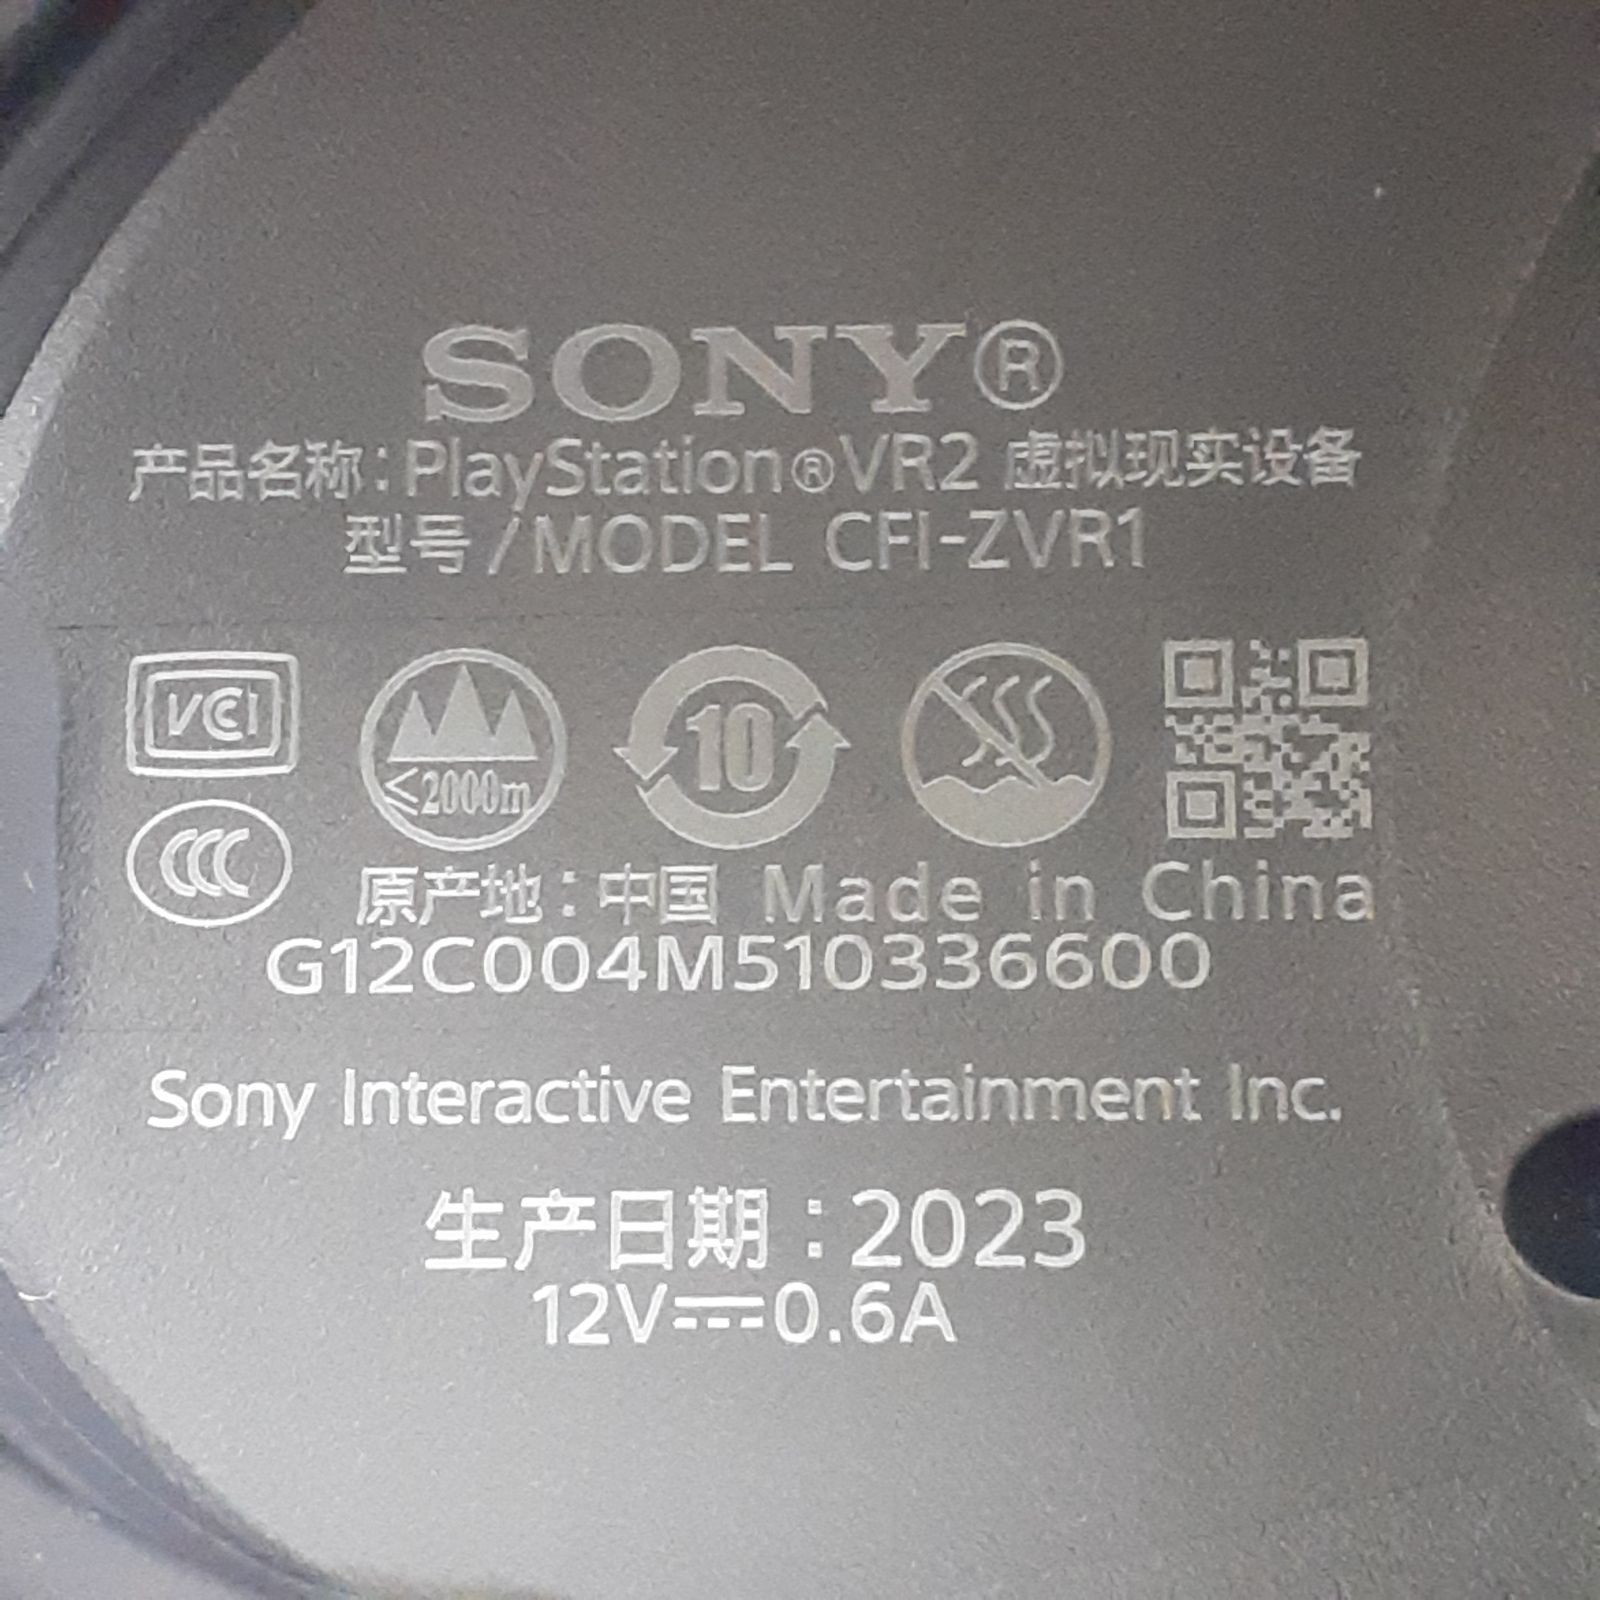 SONY®
产品名称:PlayStation®VR2 虚拟现实设备
型号/MODEL CFI-ZVR1
VCCI
≤2000m
10
CCC
原产地:中国 Made in China
G12C004M510336600
Sony Interactive Entertainment Inc.
生产日期:2023
12V⎓0.6A